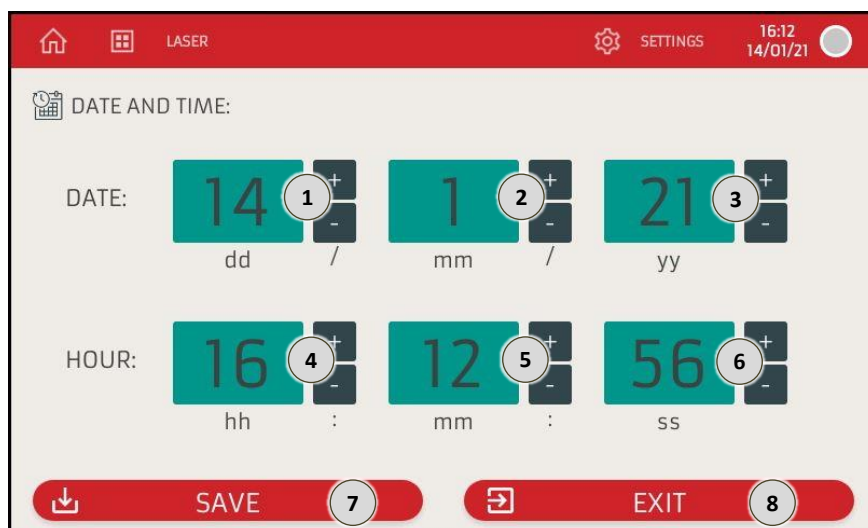 LASER SETTINGS 16:12
14/01/21
DATE AND TIME:
DATE: 14 1 + 1 2 + 21 3 +
- - -
dd / mm / yy
HOUR: 16 4 + 12 5 + 56 6 +
- - -
hh : mm : ss
SAVE 7 EXIT 8